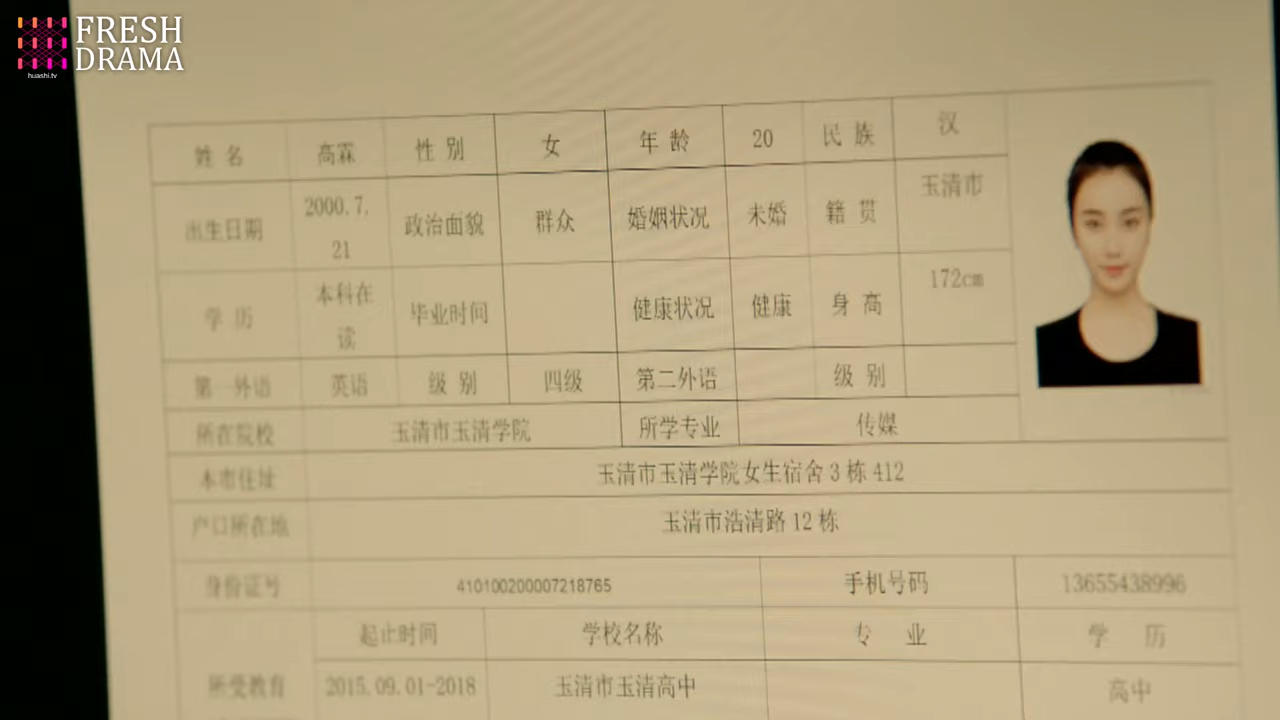 FRESH
DRAMA
huashi.tv
姓 名 高霖 性 别 女 年 龄 20 民 族 汉
出生日期 2000.7.21 政治面貌 群众 婚姻状况 未婚 籍 贯 玉清市
学 历 本科在读 毕业时间 健康状况 健康 身 高 172cm
第一外语 英语 级 别 四级 第二外语 级 别
所在院校 玉清市玉清学院 所学专业 传媒
本市住址 玉清市玉清学院女生宿舍3栋412
户口所在地 玉清市浩清路12栋
身份证号 410100200007218765 手机号码 13655438996
起止时间 学校名称 专 业 学 历
所受教育 2015.09.01-2018 玉清市玉清高中 高中